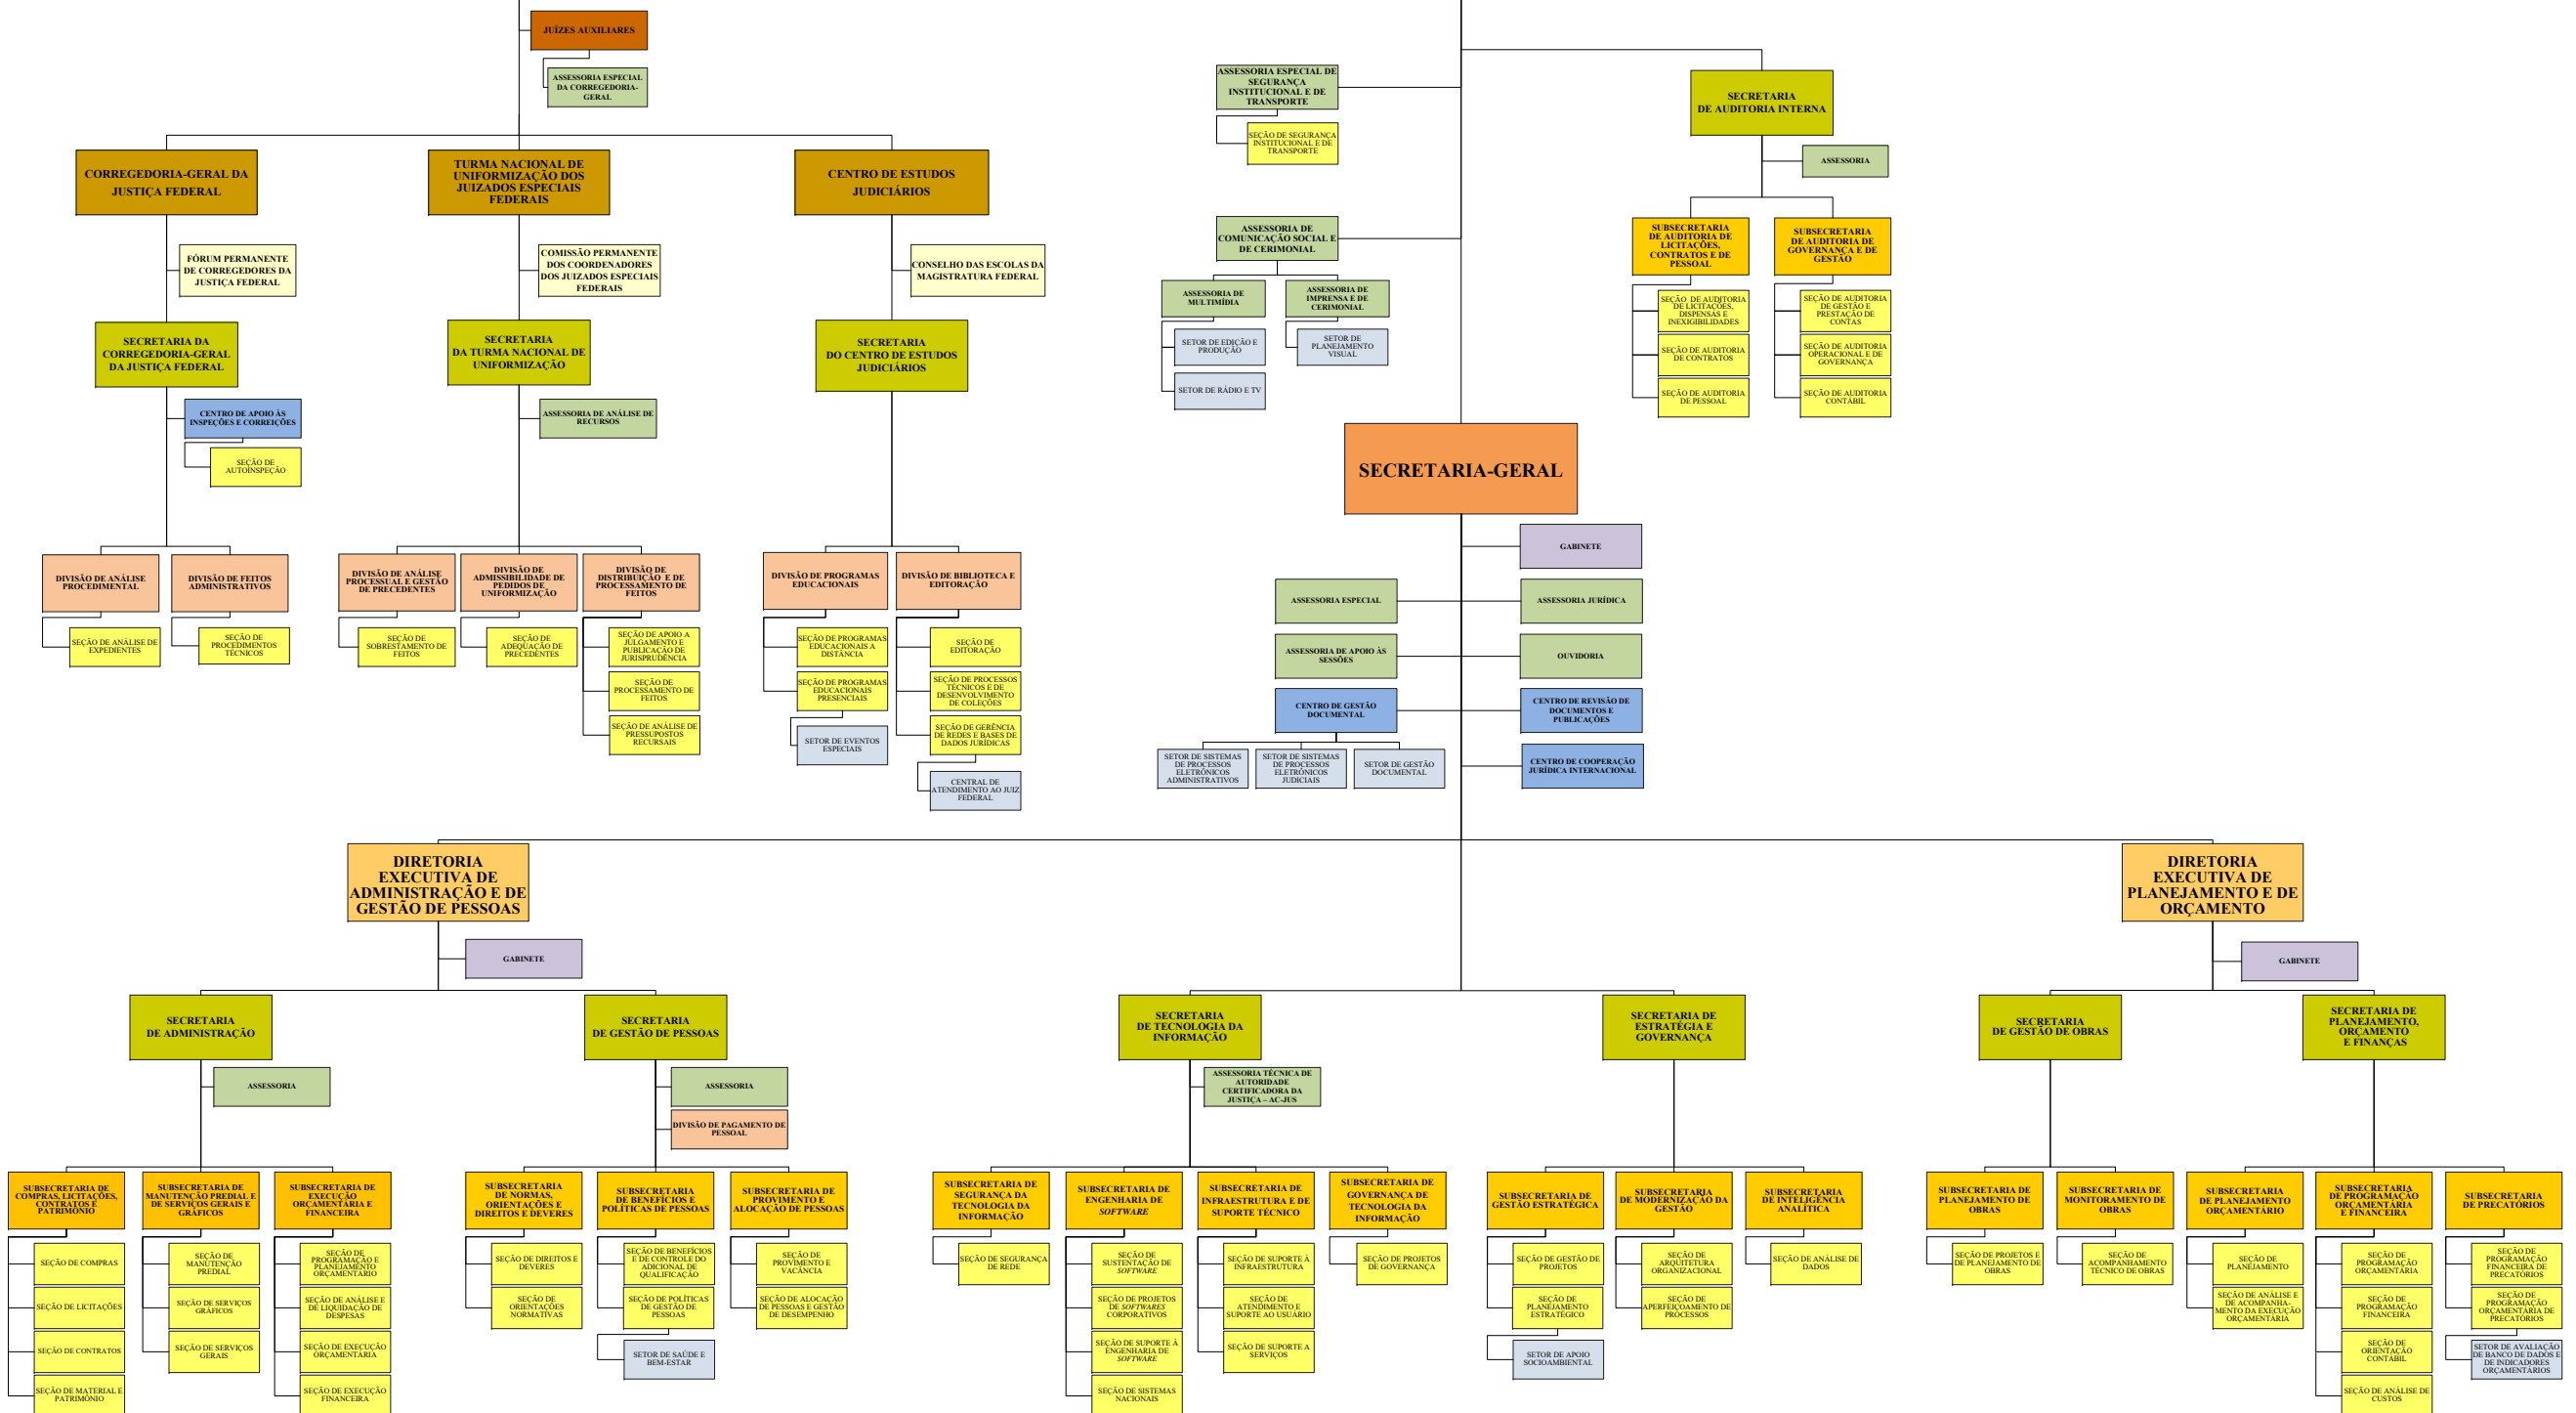 JUÍZES AUXILIARES
ASSESSORIA ESPECIAL
DA CORREGEDORIA-
GERAL
CORREGEDORIA-GERAL DA
JUSTIÇA FEDERAL
TURMA NACIONAL DE
UNIFORMIZAÇÃO DOS
JUIZADOS ESPECIAIS
FEDERAIS
CENTRO DE ESTUDOS
JUDICIÁRIOS
FÓRUM PERMANENTE
DE CORREGEDORES DA
JUSTIÇA FEDERAL
COMISSÃO PERMANENTE
DOS COORDENADORES
DOS JUIZADOS ESPECIAIS
FEDERAIS
CONSELHO DAS ESCOLAS DA
MAGISTRATURA FEDERAL
SECRETARIA DA
CORREGEDORIA-GERAL
DA JUSTIÇA FEDERAL
SECRETARIA
DA TURMA NACIONAL DE
UNIFORMIZAÇÃO
SECRETARIA
DO CENTRO DE ESTUDOS
JUDICIÁRIOS
CENTRO DE APOIO ÀS
INSPEÇÕES E CORREIÇÕES
SEÇÃO DE
AUTOINSPEÇÃO
ASSESSORIA DE ANÁLISE DE
RECURSOS
DIVISÃO DE ANÁLISE
PROCEDIMENTAL
DIVISÃO DE FEITOS
ADMINISTRATIVOS
DIVISÃO DE ANÁLISE
PROCESSUAL E GESTÃO
DE PRECEDENTES
DIVISÃO DE
ADMISSIBILIDADE DE
PEDIDOS DE
UNIFORMIZAÇÃO
DIVISÃO DE
DISTRIBUIÇÃO E DE
PROCESSAMENTO DE
FEITOS
DIVISÃO DE PROGRAMAS
EDUCACIONAIS
DIVISÃO DE BIBLIOTECA E
EDITORAÇÃO
SEÇÃO DE ANÁLISE DE
EXPEDIENTES
SEÇÃO DE
PROCEDIMENTOS
TÉCNICOS
SEÇÃO DE
SOBRESTAMENTO DE
FEITOS
SEÇÃO DE
ADEQUAÇÃO DE
PRECEDENTES
SEÇÃO DE APOIO A
JULGAMENTO E
PUBLICAÇÃO DE
JURISPRUDÊNCIA
SEÇÃO DE
PROCESSAMENTO DE
FEITOS
SEÇÃO DE ANÁLISE DE
PRESSUPOSTOS
RECURSAIS
SEÇÃO DE PROGRAMAS
EDUCACIONAIS A
DISTÂNCIA
SEÇÃO DE PROGRAMAS
EDUCACIONAIS
PRESENCIAIS
SETOR DE EVENTOS
ESPECIAIS
SEÇÃO DE
EDITORAÇÃO
SEÇÃO DE PROCESSOS
TÉCNICOS E DE
DESENVOLVIMENTO
DE COLEÇÕES
SEÇÃO DE GERÊNCIA
DE REDES E BASES DE
DADOS JURÍDICAS
CENTRAL DE
ATENDIMENTO AO JUIZ
FEDERAL
ASSESSORIA ESPECIAL DE
SEGURANÇA
INSTITUCIONAL E DE
TRANSPORTE
SEÇÃO DE SEGURANÇA
INSTITUCIONAL E DE
TRANSPORTE
ASSESSORIA DE
COMUNICAÇÃO SOCIAL E
DE CERIMONIAL
ASSESSORIA DE
MULTIMÍDIA
ASSESSORIA DE
IMPRENSA E DE
CERIMONIAL
SETOR DE EDIÇÃO E
PRODUÇÃO
SETOR DE
PLANEJAMENTO
VISUAL
SETOR DE RÁDIO E TV
SECRETARIA
DE AUDITORIA INTERNA
ASSESSORIA
SUBSECRETARIA
DE AUDITORIA DE
LICITAÇÕES,
CONTRATOS E DE
PESSOAL
SUBSECRETARIA
DE AUDITORIA DE
GOVERNANÇA E DE
GESTÃO
SEÇÃO DE AUDITORIA
DE LICITAÇÕES,
DISPENSAS E
INEXIGIBILIDADES
SEÇÃO DE AUDITORIA
DE CONTRATOS
SEÇÃO DE AUDITORIA
DE PESSOAL
SEÇÃO DE AUDITORIA
DE GESTÃO E
PRESTAÇÃO DE
CONTAS
SEÇÃO DE AUDITORIA
OPERACIONAL E DE
GOVERNANÇA
SEÇÃO DE AUDITORIA
CONTÁBIL
SECRETARIA-GERAL
GABINETE
ASSESSORIA ESPECIAL
ASSESSORIA JURÍDICA
ASSESSORIA DE APOIO ÀS
SESSÕES
OUVIDORIA
CENTRO DE GESTÃO
DOCUMENTAL
CENTRO DE REVISÃO DE
DOCUMENTOS E
PUBLICAÇÕES
SETOR DE SISTEMAS
DE PROCESSOS
ELETRÔNICOS
ADMINISTRATIVOS
SETOR DE SISTEMAS
DE PROCESSOS
ELETRÔNICOS
JUDICIAIS
SETOR DE GESTÃO
DOCUMENTAL
CENTRO DE COOPERAÇÃO
JURÍDICA INTERNACIONAL
DIRETORIA
EXECUTIVA DE
ADMINISTRAÇÃO E DE
GESTÃO DE PESSOAS
GABINETE
DIRETORIA
EXECUTIVA DE
PLANEJAMENTO E DE
ORÇAMENTO
GABINETE
SECRETARIA
DE ADMINISTRAÇÃO
SECRETARIA
DE GESTÃO DE PESSOAS
SECRETARIA
DE TECNOLOGIA DA
INFORMAÇÃO
SECRETARIA DE
ESTRATÉGIA E
GOVERNANÇA
SECRETARIA
DE GESTÃO DE OBRAS
SECRETARIA DE
PLANEJAMENTO,
ORÇAMENTO
E FINANÇAS
ASSESSORIA
ASSESSORIA
DIVISÃO DE PAGAMENTO DE
PESSOAL
ASSESSORIA TÉCNICA DE
AUTORIDADE
CERTIFICADORA DA
JUSTIÇA – AC-JUS
SUBSECRETARIA DE
COMPRAS, LICITAÇÕES,
CONTRATOS E
PATRIMÔNIO
SUBSECRETARIA DE
MANUTENÇÃO PREDIAL E
DE SERVIÇOS GERAIS E
GRÁFICOS
SUBSECRETARIA DE
EXECUÇÃO
ORÇAMENTÁRIA E
FINANCEIRA
SUBSECRETARIA
DE NORMAS,
ORIENTAÇÕES E
DIREITOS E DEVERES
SUBSECRETARIA
DE BENEFÍCIOS E
POLÍTICAS DE PESSOAS
SUBSECRETARIA DE
PROVIMENTO E
ALOCAÇÃO DE PESSOAS
SUBSECRETARIA DE
SEGURANÇA DA
TECNOLOGIA DA
INFORMAÇÃO
SUBSECRETARIA DE
ENGENHARIA DE
SOFTWARE
SUBSECRETARIA DE
INFRAESTRUTURA E DE
SUPORTE TÉCNICO
SUBSECRETARIA DE
GOVERNANÇA DE
TECNOLOGIA DA
INFORMAÇÃO
SUBSECRETARIA DE
GESTÃO ESTRATÉGICA
SUBSECRETARIA
DE MODERNIZAÇÃO DA
GESTÃO
SUBSECRETARIA
DE INTELIGÊNCIA
ANALÍTICA
SUBSECRETARIA DE
PLANEJAMENTO DE
OBRAS
SUBSECRETARIA DE
MONITORAMENTO DE
OBRAS
SUBSECRETARIA
DE PLANEJAMENTO
ORÇAMENTÁRIO
SUBSECRETARIA
DE PROGRAMAÇÃO
ORÇAMENTÁRIA
E FINANCEIRA
SUBSECRETARIA
DE PRECATÓRIOS
SEÇÃO DE COMPRAS
SEÇÃO DE LICITAÇÕES
SEÇÃO DE CONTRATOS
SEÇÃO DE MATERIAL E
PATRIMÔNIO
SEÇÃO DE
MANUTENÇÃO
PREDIAL
SEÇÃO DE SERVIÇOS
GRÁFICOS
SEÇÃO DE SERVIÇOS
GERAIS
SEÇÃO DE
PROGRAMAÇÃO E
PLANEJAMENTO
ORÇAMENTÁRIO
SEÇÃO DE ANÁLISE E
DE LIQUIDAÇÃO DE
DESPESAS
SEÇÃO DE EXECUÇÃO
ORÇAMENTÁRIA
SEÇÃO DE EXECUÇÃO
FINANCEIRA
SEÇÃO DE DIREITOS E
DEVERES
SEÇÃO DE
ORIENTAÇÕES
NORMATIVAS
SEÇÃO DE BENEFÍCIOS
E DE CONTROLE DO
ADICIONAL DE
QUALIFICAÇÃO
SEÇÃO DE POLÍTICAS
DE GESTÃO DE
PESSOAS
SETOR DE SAÚDE E
BEM-ESTAR
SEÇÃO DE
PROVIMENTO E
VACÂNCIA
SEÇÃO DE ALOCAÇÃO
DE PESSOAS E GESTÃO
DE DESEMPENHO
SEÇÃO DE SEGURANÇA
DE REDE
SEÇÃO DE
SUSTENTAÇÃO DE
SOFTWARE
SEÇÃO DE PROJETOS
DE SOFTWARES
CORPORATIVOS
SEÇÃO DE SUPORTE À
ENGENHARIA DE
SOFTWARE
SEÇÃO DE SISTEMAS
NACIONAIS
SEÇÃO DE SUPORTE À
INFRAESTRUTURA
SEÇÃO DE
ATENDIMENTO E
SUPORTE AO USUÁRIO
SEÇÃO DE SUPORTE A
SERVIÇOS
SEÇÃO DE PROJETOS
DE GOVERNANÇA
SEÇÃO DE GESTÃO DE
PROJETOS
SEÇÃO DE
PLANEJAMENTO
ESTRATÉGICO
SETOR DE APOIO
SOCIOAMBIENTAL
SEÇÃO DE
ARQUITETURA
ORGANIZACIONAL
SEÇÃO DE
APERFEIÇOAMENTO DE
PROCESSOS
SEÇÃO DE ANÁLISE DE
DADOS
SEÇÃO DE PROJETOS E
DE PLANEJAMENTO DE
OBRAS
SEÇÃO DE
ACOMPANHAMENTO
TÉCNICO DE OBRAS
SEÇÃO DE
PLANEJAMENTO
SEÇÃO DE ANÁLISE E
DE ACOMPANHA-
MENTO DA EXECUÇÃO
ORÇAMENTÁRIA
SEÇÃO DE
PROGRAMAÇÃO
ORÇAMENTÁRIA
SEÇÃO DE
PROGRAMAÇÃO
FINANCEIRA
SEÇÃO DE
ORIENTAÇÃO
CONTÁBIL
SEÇÃO DE ANÁLISE DE
CUSTOS
SEÇÃO DE
PROGRAMAÇÃO
FINANCEIRA DE
PRECATÓRIOS
SEÇÃO DE
PROGRAMAÇÃO
ORÇAMENTÁRIA DE
PRECATÓRIOS
SETOR DE AVALIAÇÃO
DE BANCO DE DADOS E
DE INDICADORES
ORÇAMENTÁRIOS